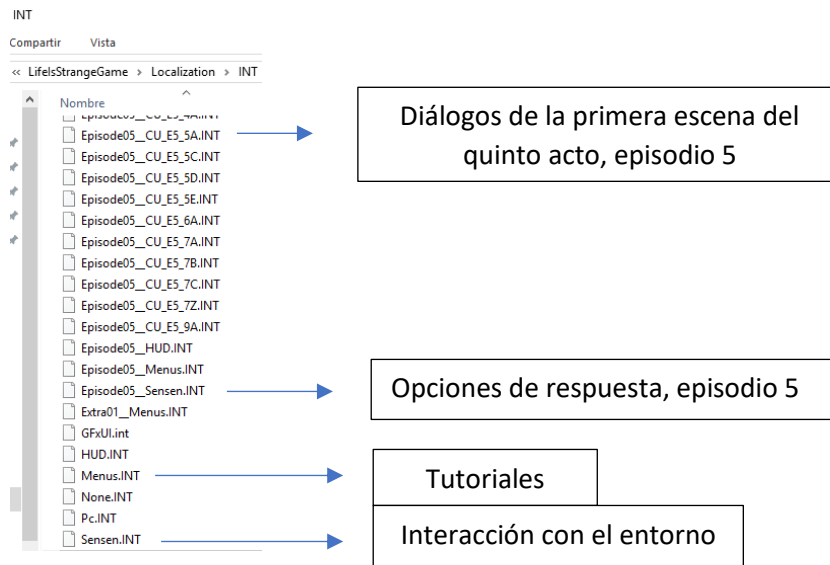 INT
Compartir Vista
« LifeIsStrangeGame > Localization > INT
Nombre
Episode05__CU_E5_4A.INT
Episode05__CU_E5_5A.INT
Diálogos de la primera escena del
quinto acto, episodio 5
Episode05__CU_E5_5C.INT
Episode05__CU_E5_5D.INT
Episode05__CU_E5_5E.INT
Episode05__CU_E5_6A.INT
Episode05__CU_E5_7A.INT
Episode05__CU_E5_7B.INT
Episode05__CU_E5_7C.INT
Episode05__CU_E5_7Z.INT
Episode05__CU_E5_9A.INT
Episode05__HUD.INT
Episode05__Menus.INT
Episode05__Sensen.INT
Opciones de respuesta, episodio 5
Extra01__Menus.INT
GFxUI.int
HUD.INT
Menus.INT
Tutoriales
None.INT
Pc.INT
Sensen.INT
Interacción con el entorno